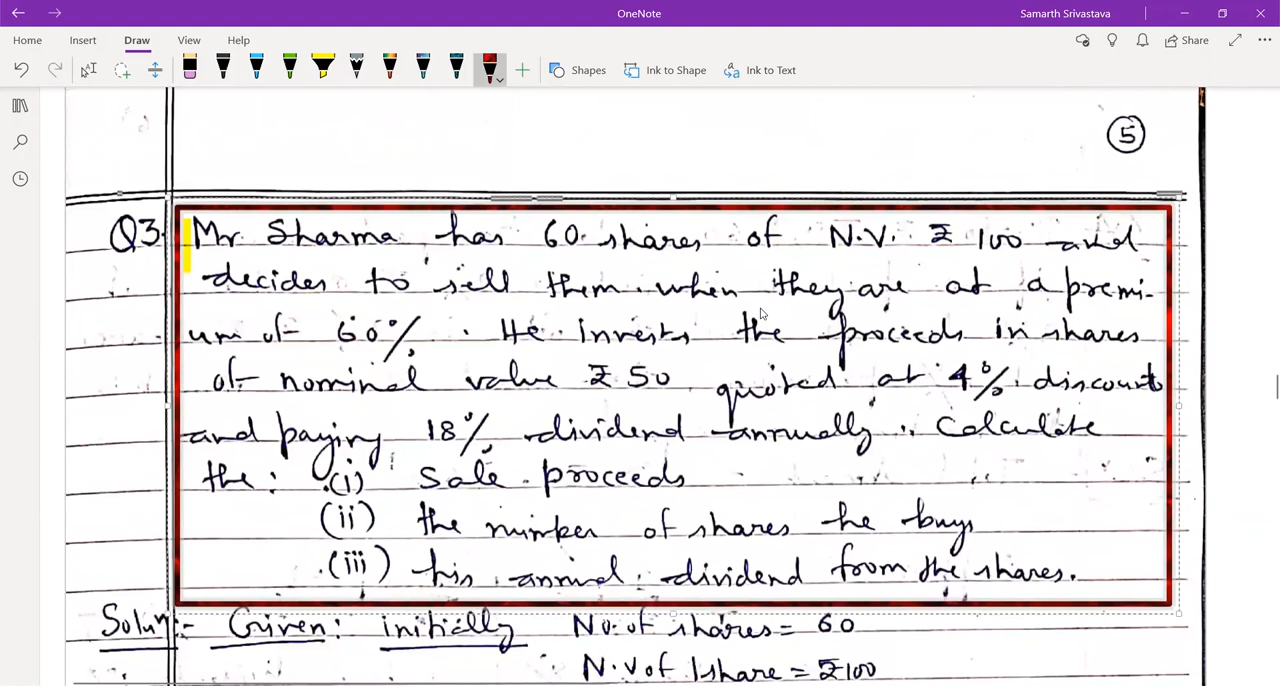 OneNote
Samarth Srivastava
Home Insert Draw View Help
Share
Shapes Ink to Shape Ink to Text
5
Q3. Mr Sharma has 60 shares of N.V. ₹ 100 and
decides to sell them when they are at a premi-
um of 60%. He invests the proceeds in shares
of nominal value ₹ 50 quoted at 4% discount
and paying 18% dividend annually. Calculate
the: (i) Sale proceeds
(ii) the number of shares he buys
(iii) his annual dividend from the shares.
Solun:- Given: initially No. of shares = 60
N.V of 1 share = ₹100